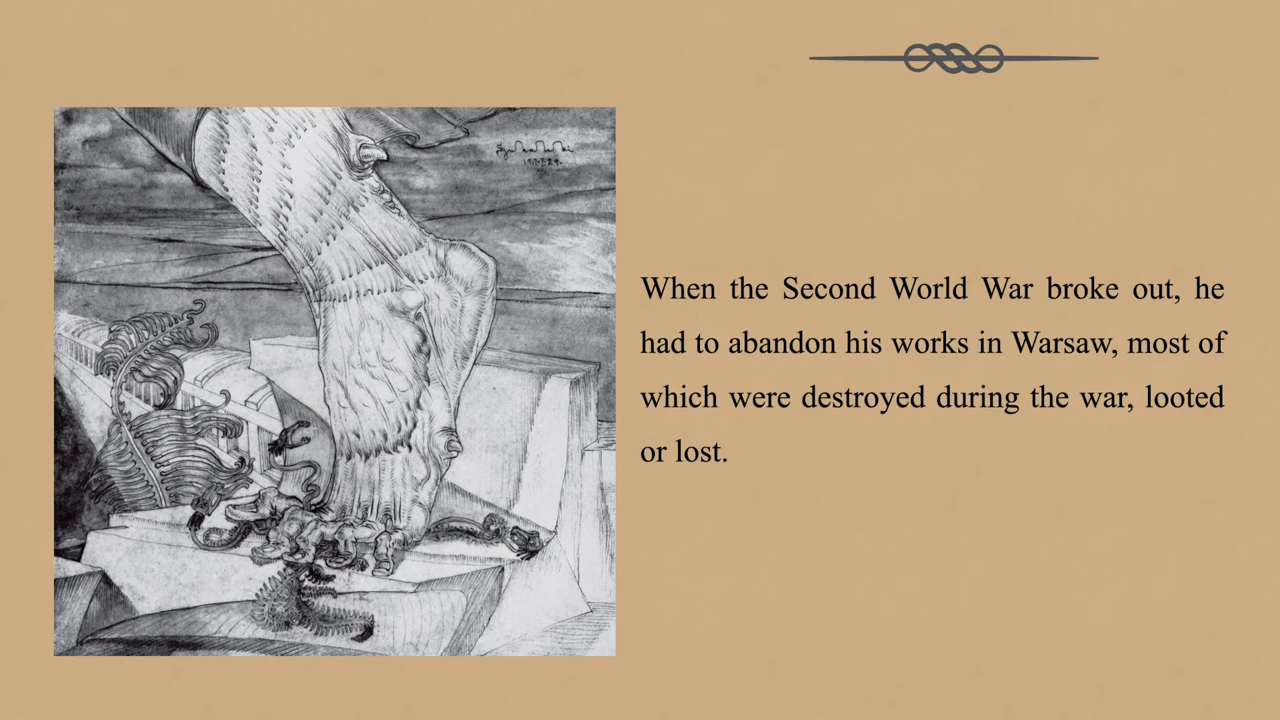 When the Second World War broke out, he
had to abandon his works in Warsaw, most of
which were destroyed during the war, looted
or lost.